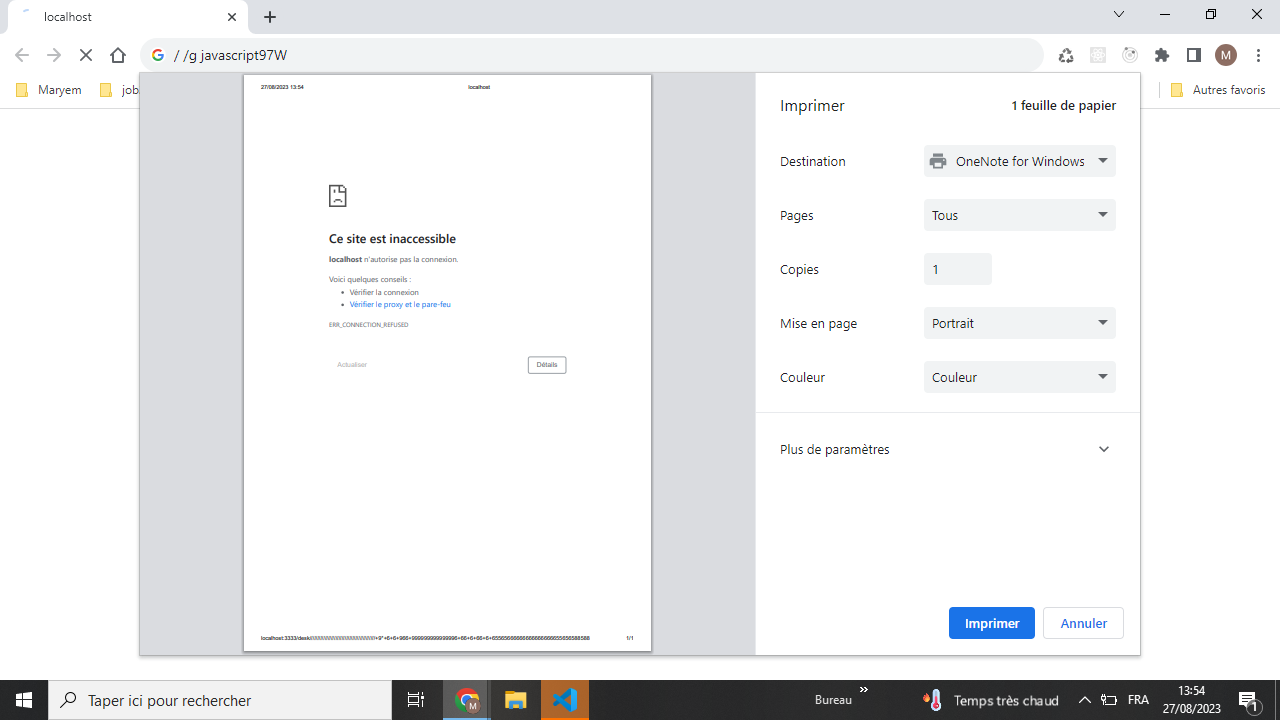 localhost
/ /g javascript97W
M
Maryem
job
Autres favoris
27/08/2023 13:54
localhost
Ce site est inaccessible
localhost n'autorise pas la connexion.
Voici quelques conseils :
• Vérifier la connexion
• Vérifier le proxy et le pare-feu
ERR_CONNECTION_REFUSED
Actualiser
Détails
1/1
Imprimer
1 feuille de papier
Destination
OneNote for Windows
Pages
Tous
Copies
1
Mise en page
Portrait
Couleur
Couleur
Plus de paramètres
Imprimer
Annuler
Taper ici pour rechercher
M
Bureau
»
Temps très chaud
FRA
13:54
27/08/2023
1